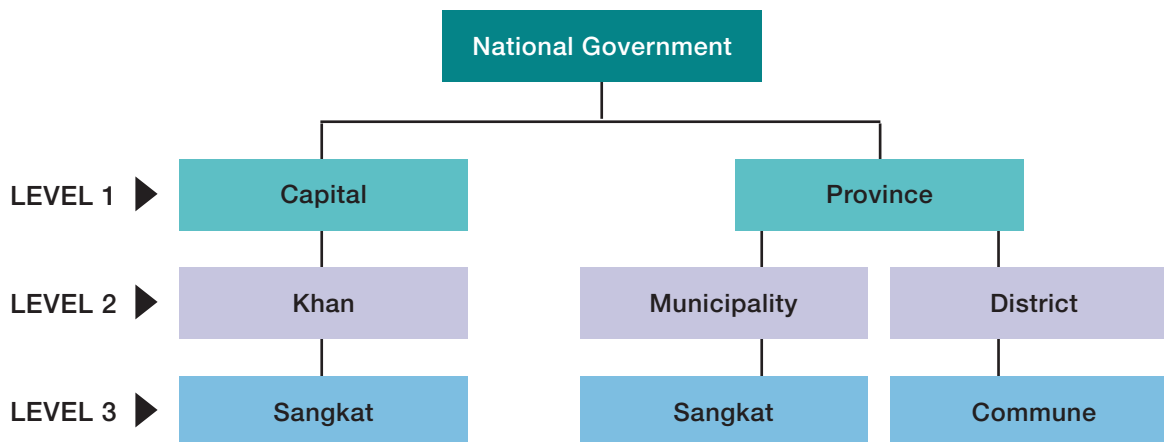 National Government
LEVEL 1 Capital Province
LEVEL 2 Khan Municipality District
LEVEL 3 Sangkat Sangkat Commune